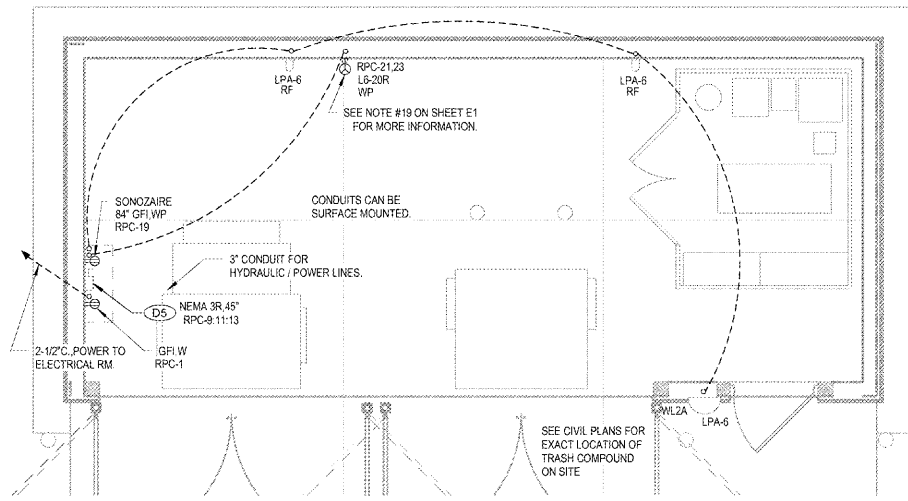 LPA-6
RF
RPC-21,23
L6-20R
WP
LPA-6
RF
SEE NOTE #19 ON SHEET E1
FOR MORE INFORMATION.
SONOZAIRE
84" GFI,WP
RPC-19
CONDUITS CAN BE
SURFACE MOUNTED.
3" CONDUIT FOR
HYDRAULIC / POWER LINES.
D5
NEMA 3R,45"
RPC-9:11:13
2-1/2"C.,POWER TO
ELECTRICAL RM.
GFI,W
RPC-1
WL2A
LPA-6
SEE CIVIL PLANS FOR
EXACT LOCATION OF
TRASH COMPOUND
ON SITE